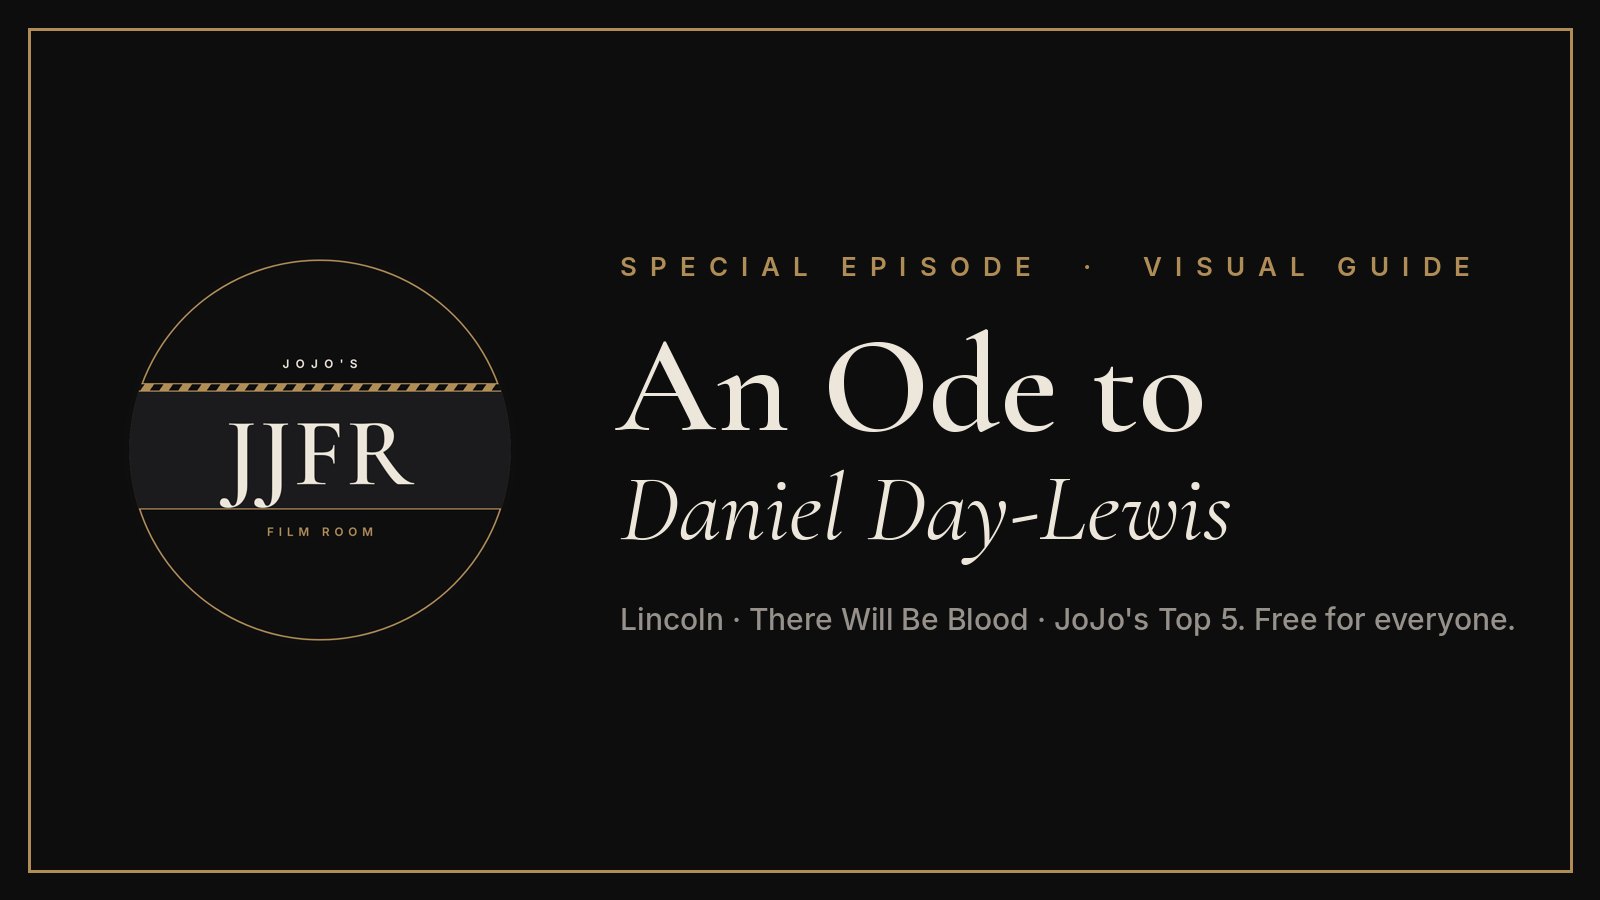 JOJO'S
JJFR
FILM ROOM
SPECIAL EPISODE · VISUAL GUIDE
An Ode to
Daniel Day-Lewis
Lincoln · There Will Be Blood · JoJo's Top 5. Free for everyone.